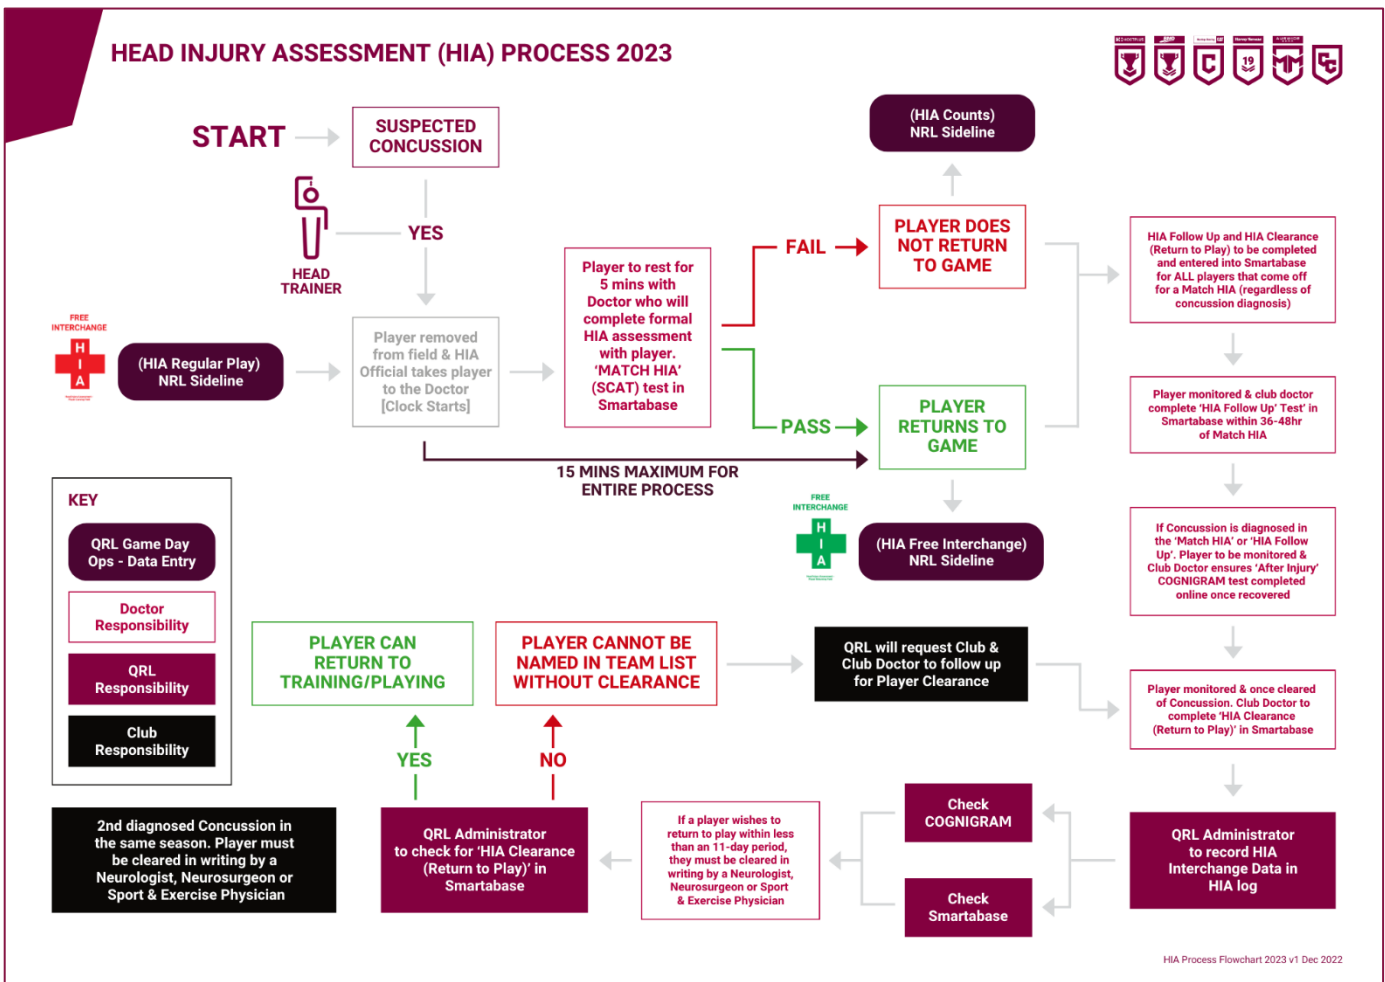 HEAD INJURY ASSESSMENT (HIA) PROCESS 2023
19
START
SUSPECTED
CONCUSSION
YES
HEAD
TRAINER
FREE
INTERCHANGE
H
I
A
(HIA Regular Play)
NRL Sideline
Player removed
from field & HIA
Official takes player
to the Doctor
[Clock Starts]
Player to rest for
5 mins with
Doctor who will
complete formal
HIA assessment
with player.
‘MATCH HIA’
(SCAT) test in
Smartabase
FAIL
PASS
15 MINS MAXIMUM FOR
ENTIRE PROCESS
(HIA Counts)
NRL Sideline
PLAYER DOES
NOT RETURN
TO GAME
PLAYER
RETURNS TO
GAME
FREE
INTERCHANGE
H
I
A
(HIA Free Interchange)
NRL Sideline
HIA Follow Up and HIA Clearance
(Return to Play) to be completed
and entered into Smartabase
for ALL players that come off
for a Match HIA (regardless of
concussion diagnosis)
Player monitored & club doctor
complete ‘HIA Follow Up’ Test’ in
Smartabase within 36-48hr
of Match HIA
If Concussion is diagnosed in
the ‘Match HIA’ or ‘HIA Follow
Up’. Player to be monitored &
Club Doctor ensures ‘After Injury’
COGNIGRAM test completed
online once recovered
Player monitored & once cleared
of Concussion. Club Doctor to
complete ‘HIA Clearance
(Return to Play)’ in Smartabase
QRL Administrator
to record HIA
Interchange Data in
HIA log
Check
COGNIGRAM
Check
Smartabase
If a player wishes to
return to play within less
than an 11-day period,
they must be cleared in
writing by a Neurologist,
Neurosurgeon or Sport
& Exercise Physician
QRL Administrator
to check for ‘HIA Clearance
(Return to Play)’ in
Smartabase
YES
NO
PLAYER CAN
RETURN TO
TRAINING/PLAYING
PLAYER CANNOT BE
NAMED IN TEAM LIST
WITHOUT CLEARANCE
QRL will request Club &
Club Doctor to follow up
for Player Clearance
KEY
QRL Game Day
Ops - Data Entry
Doctor
Responsibility
QRL
Responsibility
Club
Responsibility
2nd diagnosed Concussion in
the same season. Player must
be cleared in writing by a
Neurologist, Neurosurgeon or
Sport & Exercise Physician
HIA Process Flowchart 2023 v1 Dec 2022